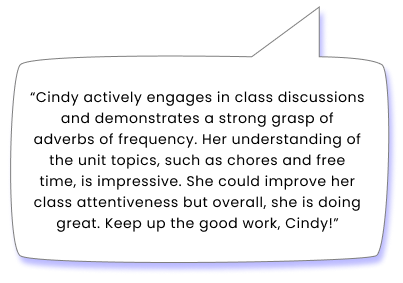 “Cindy actively engages in class discussions
and demonstrates a strong grasp of
adverbs of frequency. Her understanding of
the unit topics, such as chores and free
time, is impressive. She could improve her
class attentiveness but overall, she is doing
great. Keep up the good work, Cindy!”